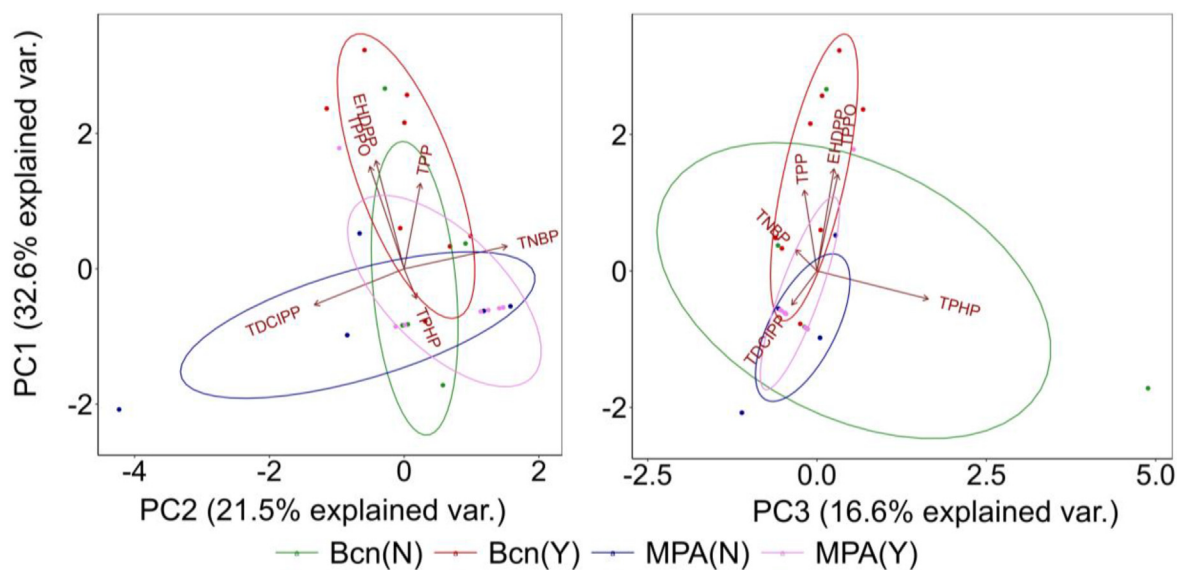 PC1 (32.6% explained var.)
2
0
-2
EHDPP
TPPO
TPP
TNBP
TDCIPP
TPHP
-4
-2
0
2
PC2 (21.5% explained var.)
2
0
-2
EHDPP
TPPO
TPP
TNBP
TPHP
TDCIPP
-2.5
0.0
2.5
5.0
PC3 (16.6% explained var.)
Bcn(N) Bcn(Y) MPA(N) MPA(Y)